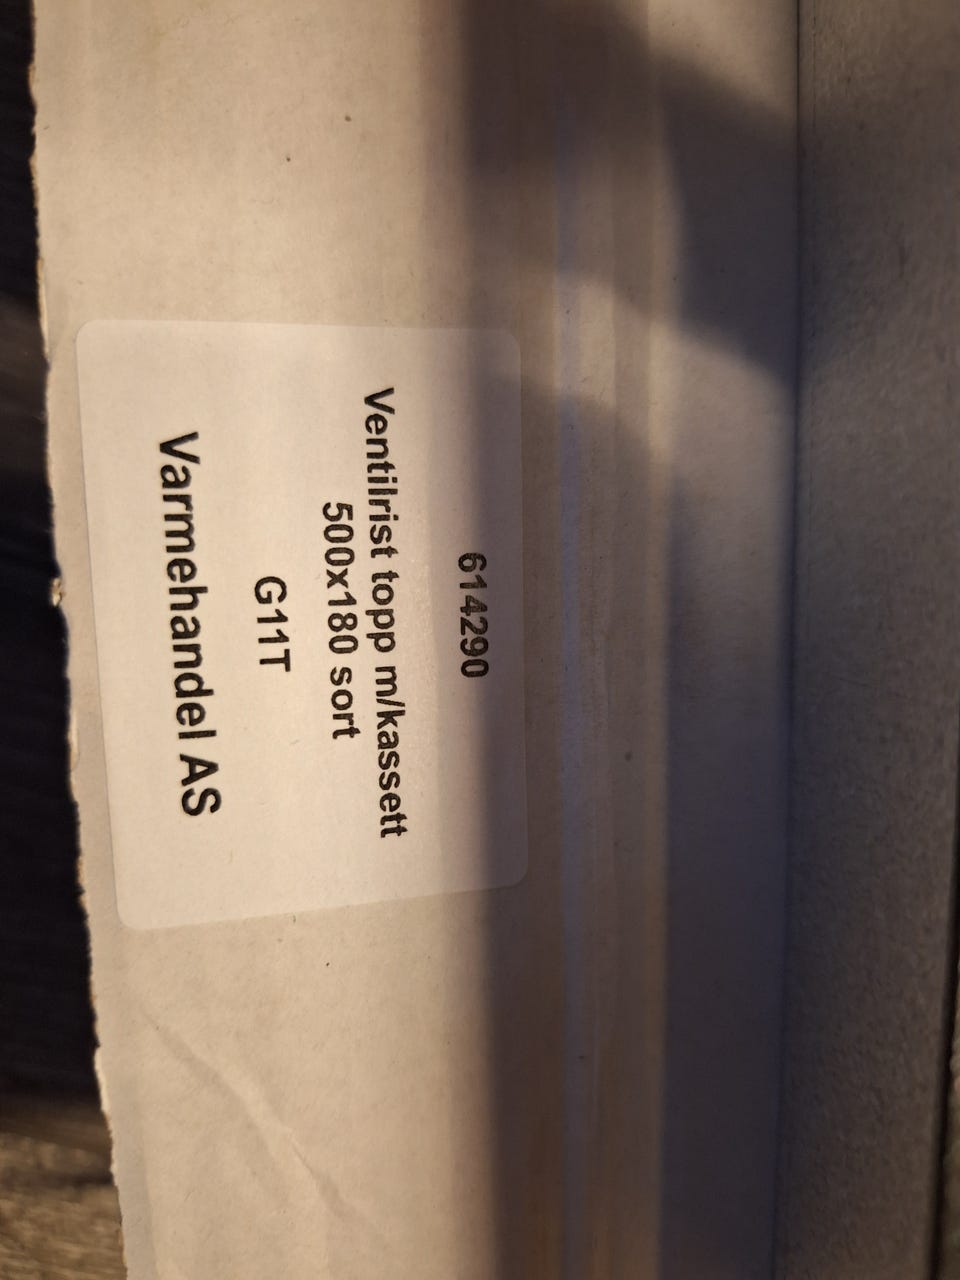 614290
Ventilrist topp m/kassett
500x180 sort
G11T
Varmehandel AS